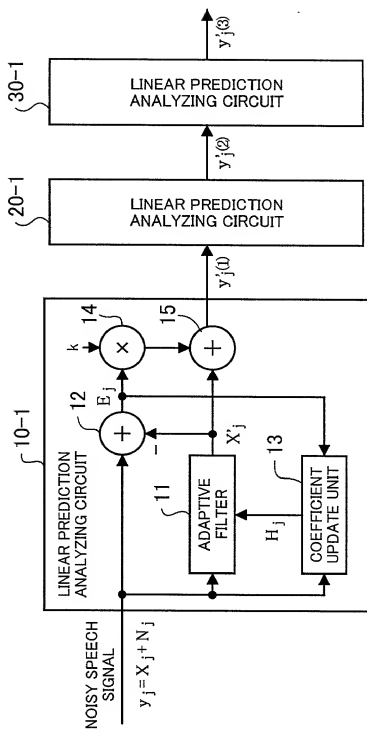 NOISY SPEECH
SIGNAL
y_j = X_j + N_j
10-1
LINEAR PREDICTION
ANALYZING CIRCUIT
12
E_j
k
14
15
+
−
×
+
11
ADAPTIVE
FILTER
X'_j
H_j
13
COEFFICIENT
UPDATE UNIT
y'_j(1)
20-1
LINEAR PREDICTION
ANALYZING CIRCUIT
y'_j(2)
30-1
LINEAR PREDICTION
ANALYZING CIRCUIT
y'_j(3)